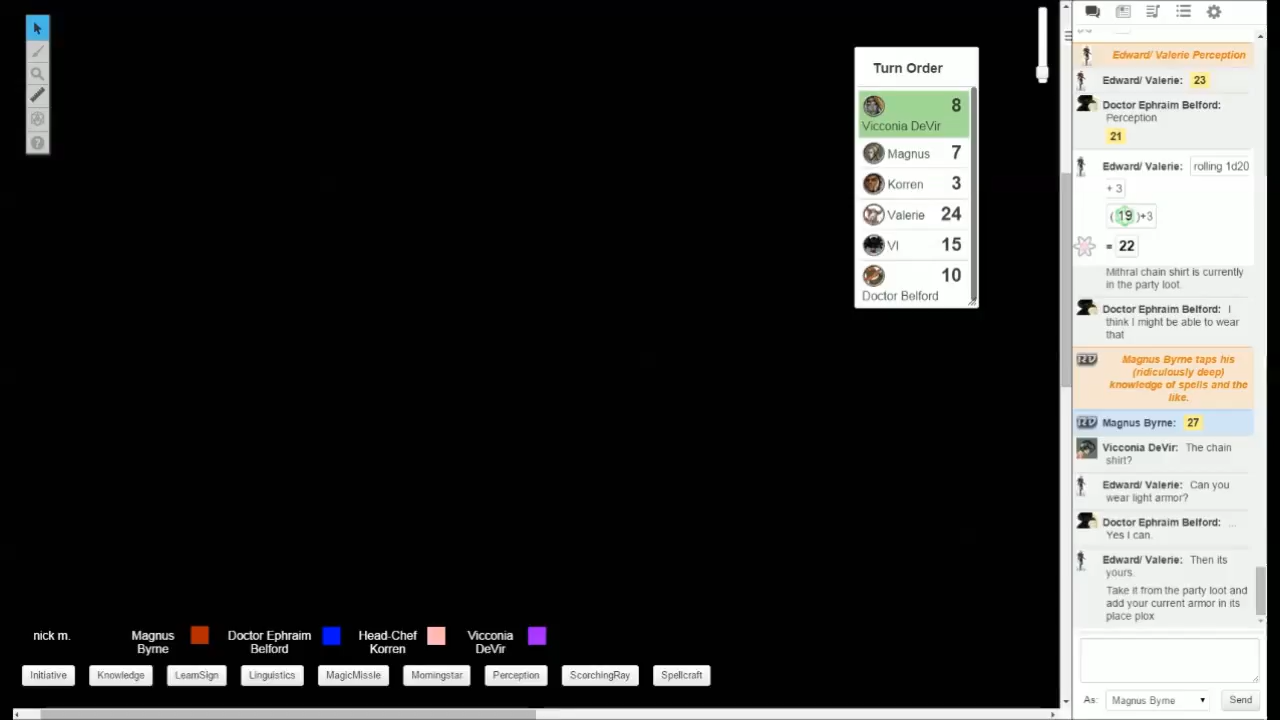 Turn Order
8
Vicconia DeVir
Magnus 7
Korren 3
Valerie 24
VI 15
10
Doctor Belford
Edward/ Valerie Perception
Edward/ Valerie: 23
Doctor Ephraim Belford:
Perception
21
Edward/ Valerie: rolling 1d20
+ 3
(19)+3
= 22
Mithral chain shirt is currently
in the party loot
Doctor Ephraim Belford: I
think I might be able to wear
that
Magnus Byrne taps his
(ridiculously deep)
knowledge of spells and the
like.
Magnus Byrne: 27
Vicconia DeVir: The chain
shirt?
Edward/ Valerie: Can you
wear light armor?
Doctor Ephraim Belford: ...
Yes I can.
Edward/ Valerie: Then its
yours.
Take it from the party loot and
add your current armor in its
place plox
nick m.
Magnus
Byrne
Doctor Ephraim
Belford
Head-Chef
Korren
Vicconia
DeVir
Initiative Knowledge LearnSign Linguistics MagicMissle Morningstar Perception ScorchingRay Spellcraft
As: Magnus Byrne Send